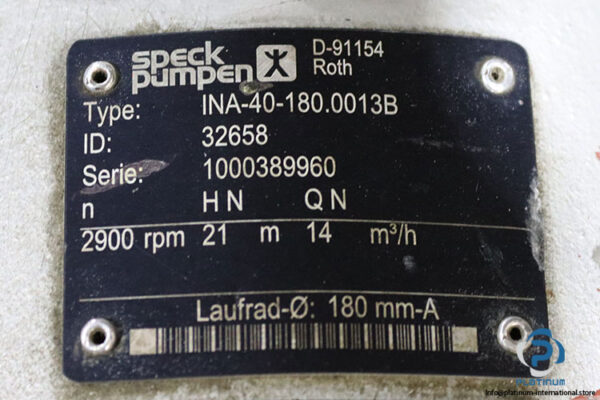 speck pumpen
D-91154 Roth
Type: INA-40-180.0013B
ID: 32658
Serie: 1000389960
n HN QN
2900 rpm 21 m 14 m³/h
Laufrad-Ø: 180 mm-A
PLATINUM
info@platinum-international.store